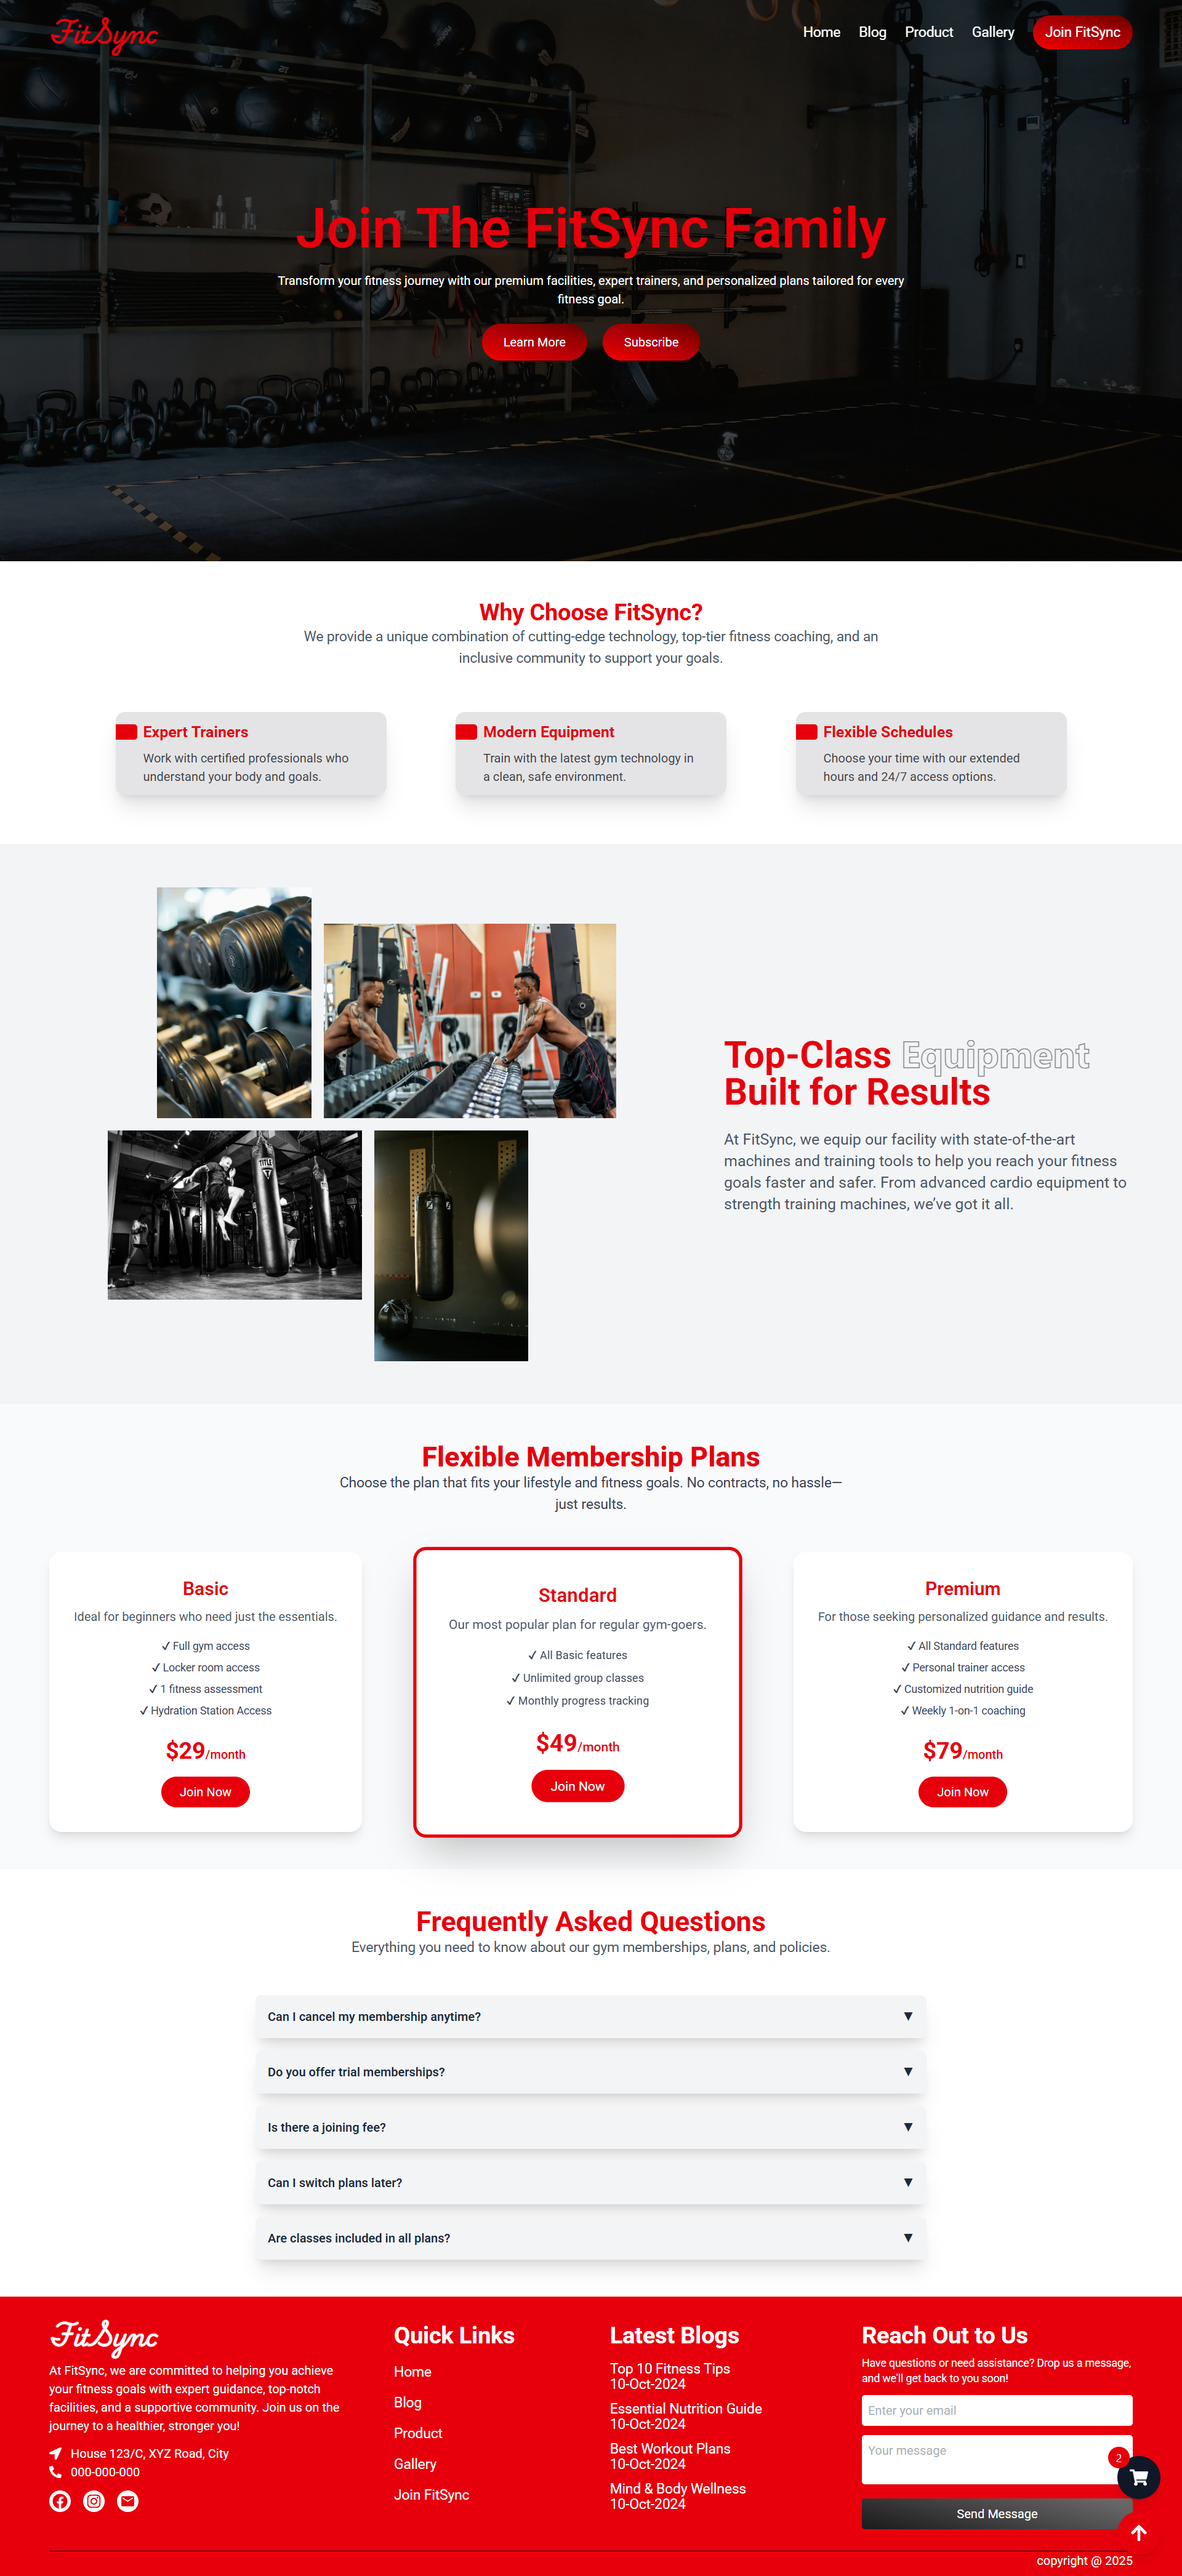 FitSync
Home Blog Product Gallery Join FitSync
Join The FitSync Family
Transform your fitness journey with our premium facilities, expert trainers, and personalized plans tailored for every
fitness goal.
Learn More Subscribe
Why Choose FitSync?
We provide a unique combination of cutting-edge technology, top-tier fitness coaching, and an
inclusive community to support your goals.
Expert Trainers
Work with certified professionals who
understand your body and goals.
Modern Equipment
Train with the latest gym technology in
a clean, safe environment.
Flexible Schedules
Choose your time with our extended
hours and 24/7 access options.
TITLE
Top-Class Equipment
Built for Results
At FitSync, we equip our facility with state-of-the-art
machines and training tools to help you reach your fitness
goals faster and safer. From advanced cardio equipment to
strength training machines, we’ve got it all.
Flexible Membership Plans
Choose the plan that fits your lifestyle and fitness goals. No contracts, no hassle—
just results.
Basic
Ideal for beginners who need just the essentials.
✓ Full gym access
✓ Locker room access
✓ 1 fitness assessment
✓ Hydration Station Access
$29/month
Join Now
Standard
Our most popular plan for regular gym-goers.
✓ All Basic features
✓ Unlimited group classes
✓ Monthly progress tracking
$49/month
Join Now
Premium
For those seeking personalized guidance and results.
✓ All Standard features
✓ Personal trainer access
✓ Customized nutrition guide
✓ Weekly 1-on-1 coaching
$79/month
Join Now
Frequently Asked Questions
Everything you need to know about our gym memberships, plans, and policies.
Can I cancel my membership anytime? ▼
Do you offer trial memberships? ▼
Is there a joining fee? ▼
Can I switch plans later? ▼
Are classes included in all plans? ▼
FitSync
At FitSync, we are committed to helping you achieve
your fitness goals with expert guidance, top-notch
facilities, and a supportive community. Join us on the
journey to a healthier, stronger you!
House 123/C, XYZ Road, City
000-000-000
Quick Links
Home
Blog
Product
Gallery
Join FitSync
Latest Blogs
Top 10 Fitness Tips
10-Oct-2024
Essential Nutrition Guide
10-Oct-2024
Best Workout Plans
10-Oct-2024
Mind & Body Wellness
10-Oct-2024
Reach Out to Us
Have questions or need assistance? Drop us a message,
and we'll get back to you soon!
Enter your email
Your message
2
Send Message
copyright @ 2025